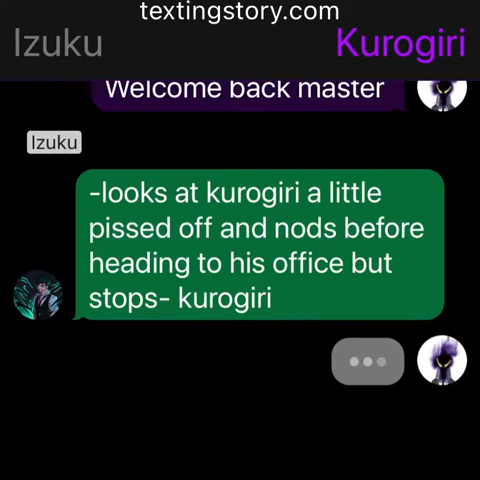 textingstory.com
Izuku
Kurogiri
Welcome back master
Izuku
-looks at kurogiri a little
pissed off and nods before
heading to his office but
stops- kurogiri